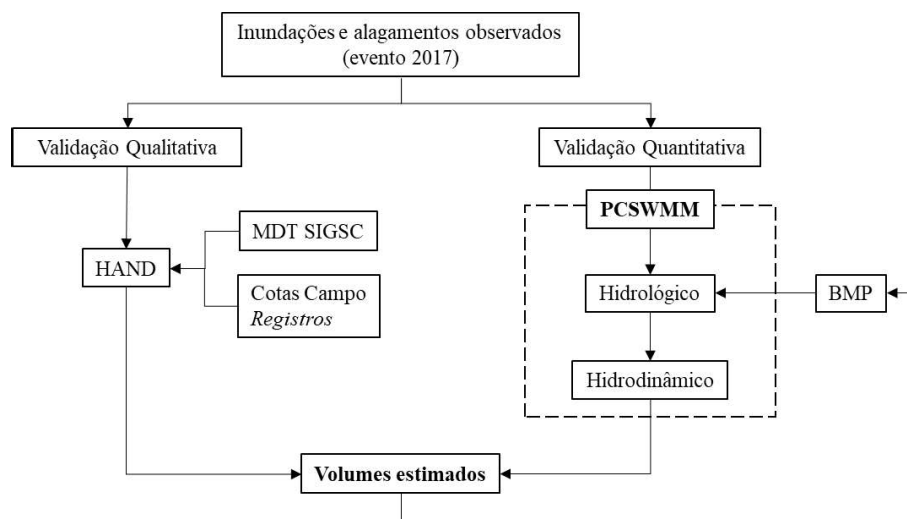 Inundações e alagamentos observados
(evento 2017)
Validação Qualitativa
Validação Quantitativa
PCSWMM
MDT SIGSC
HAND
Cotas Campo
Registros
Hidrológico
BMP
Hidrodinâmico
Volumes estimados